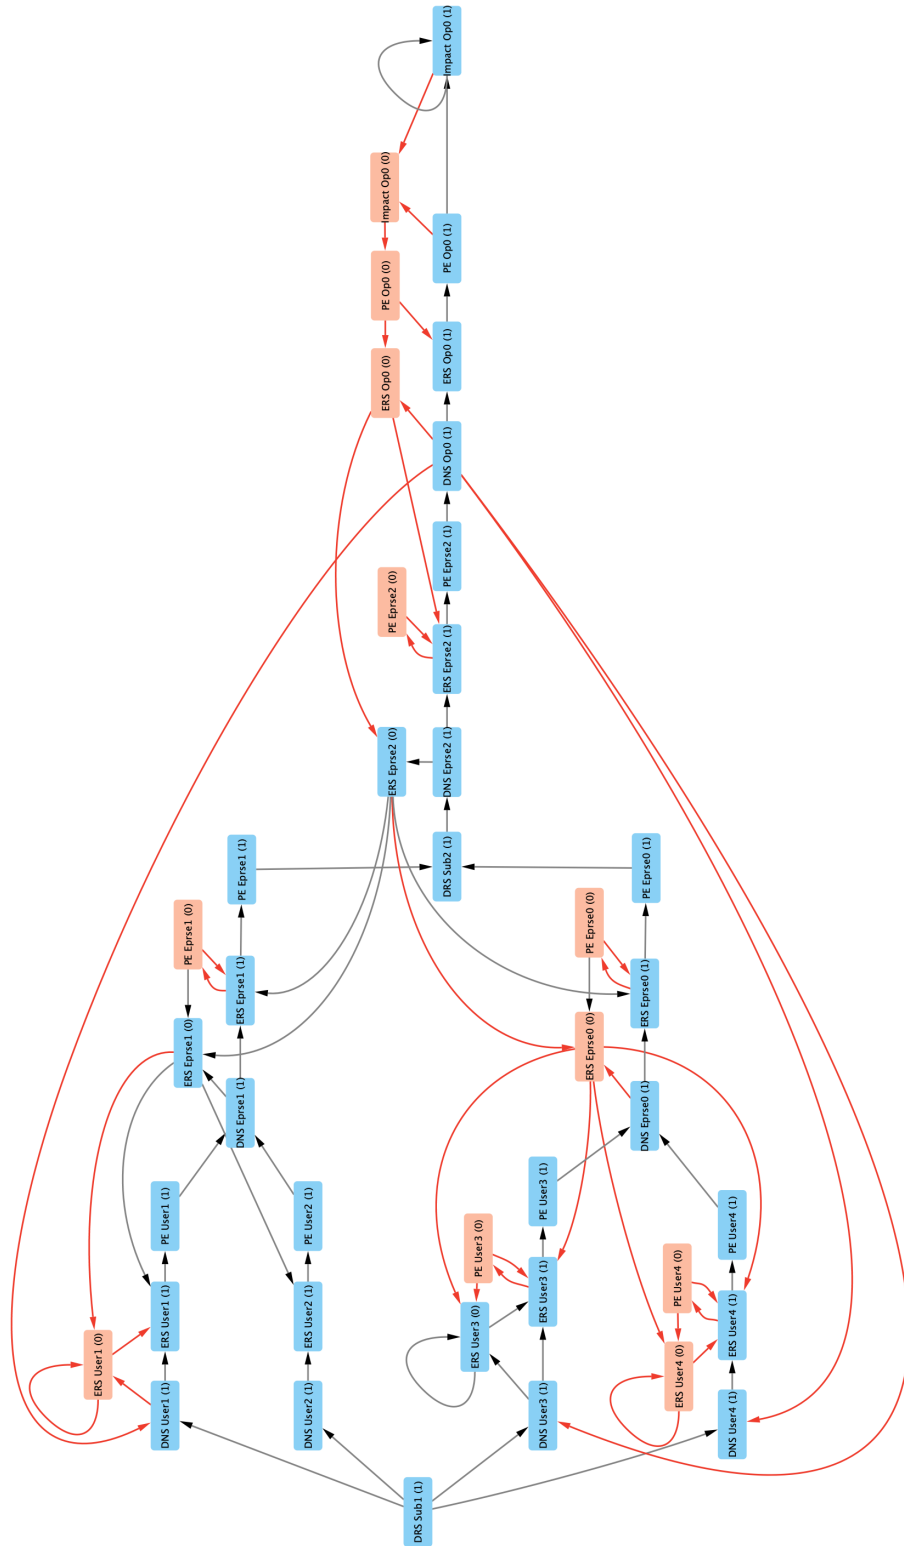 Impact Op0 (1)
Impact Op0 (0)
PE Op0 (1)
PE Op0 (0)
ERS Op0 (1)
ERS Op0 (0)
DNS Op0 (1)
PE Eprse2 (1)
PE Eprse2 (0)
ERS Eprse2 (1)
ERS Eprse2 (0)
DNS Eprse2 (1)
PE Eprse1 (1)
DRS Sub2 (1)
PE Eprse0 (1)
PE Eprse1 (0)
PE Eprse0 (0)
ERS Eprse1 (1)
ERS Eprse0 (1)
ERS Eprse1 (0)
ERS Eprse0 (0)
DNS Eprse1 (1)
DNS Eprse0 (1)
PE User1 (1)
PE User2 (1)
PE User3 (1)
PE User4 (1)
PE User3 (0)
PE User4 (0)
ERS User1 (1)
ERS User2 (1)
ERS User3 (1)
ERS User4 (1)
ERS User1 (0)
ERS User3 (0)
ERS User4 (0)
DNS User1 (1)
DNS User2 (1)
DNS User3 (1)
DNS User4 (1)
DRS Sub1 (1)